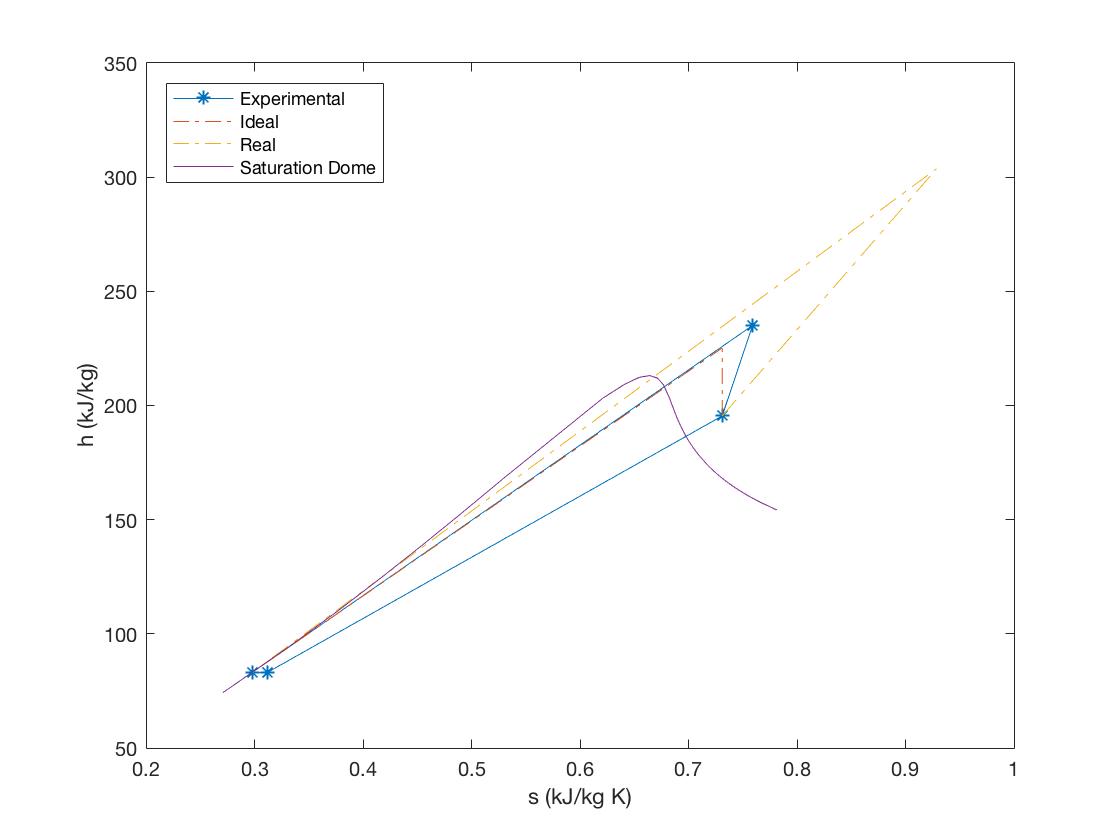 350
300
250
200
150
100
50
h (kJ/kg)
Experimental
Ideal
Real
Saturation Dome
0.2 0.3 0.4 0.5 0.6 0.7 0.8 0.9 1
s (kJ/kg K)